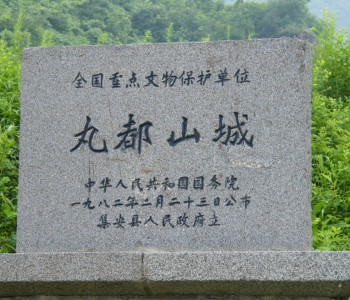 全国重点文物保护单位
丸都山城
中华人民共和国国务院
一九八二年二月二十三日公布
集安县人民政府立